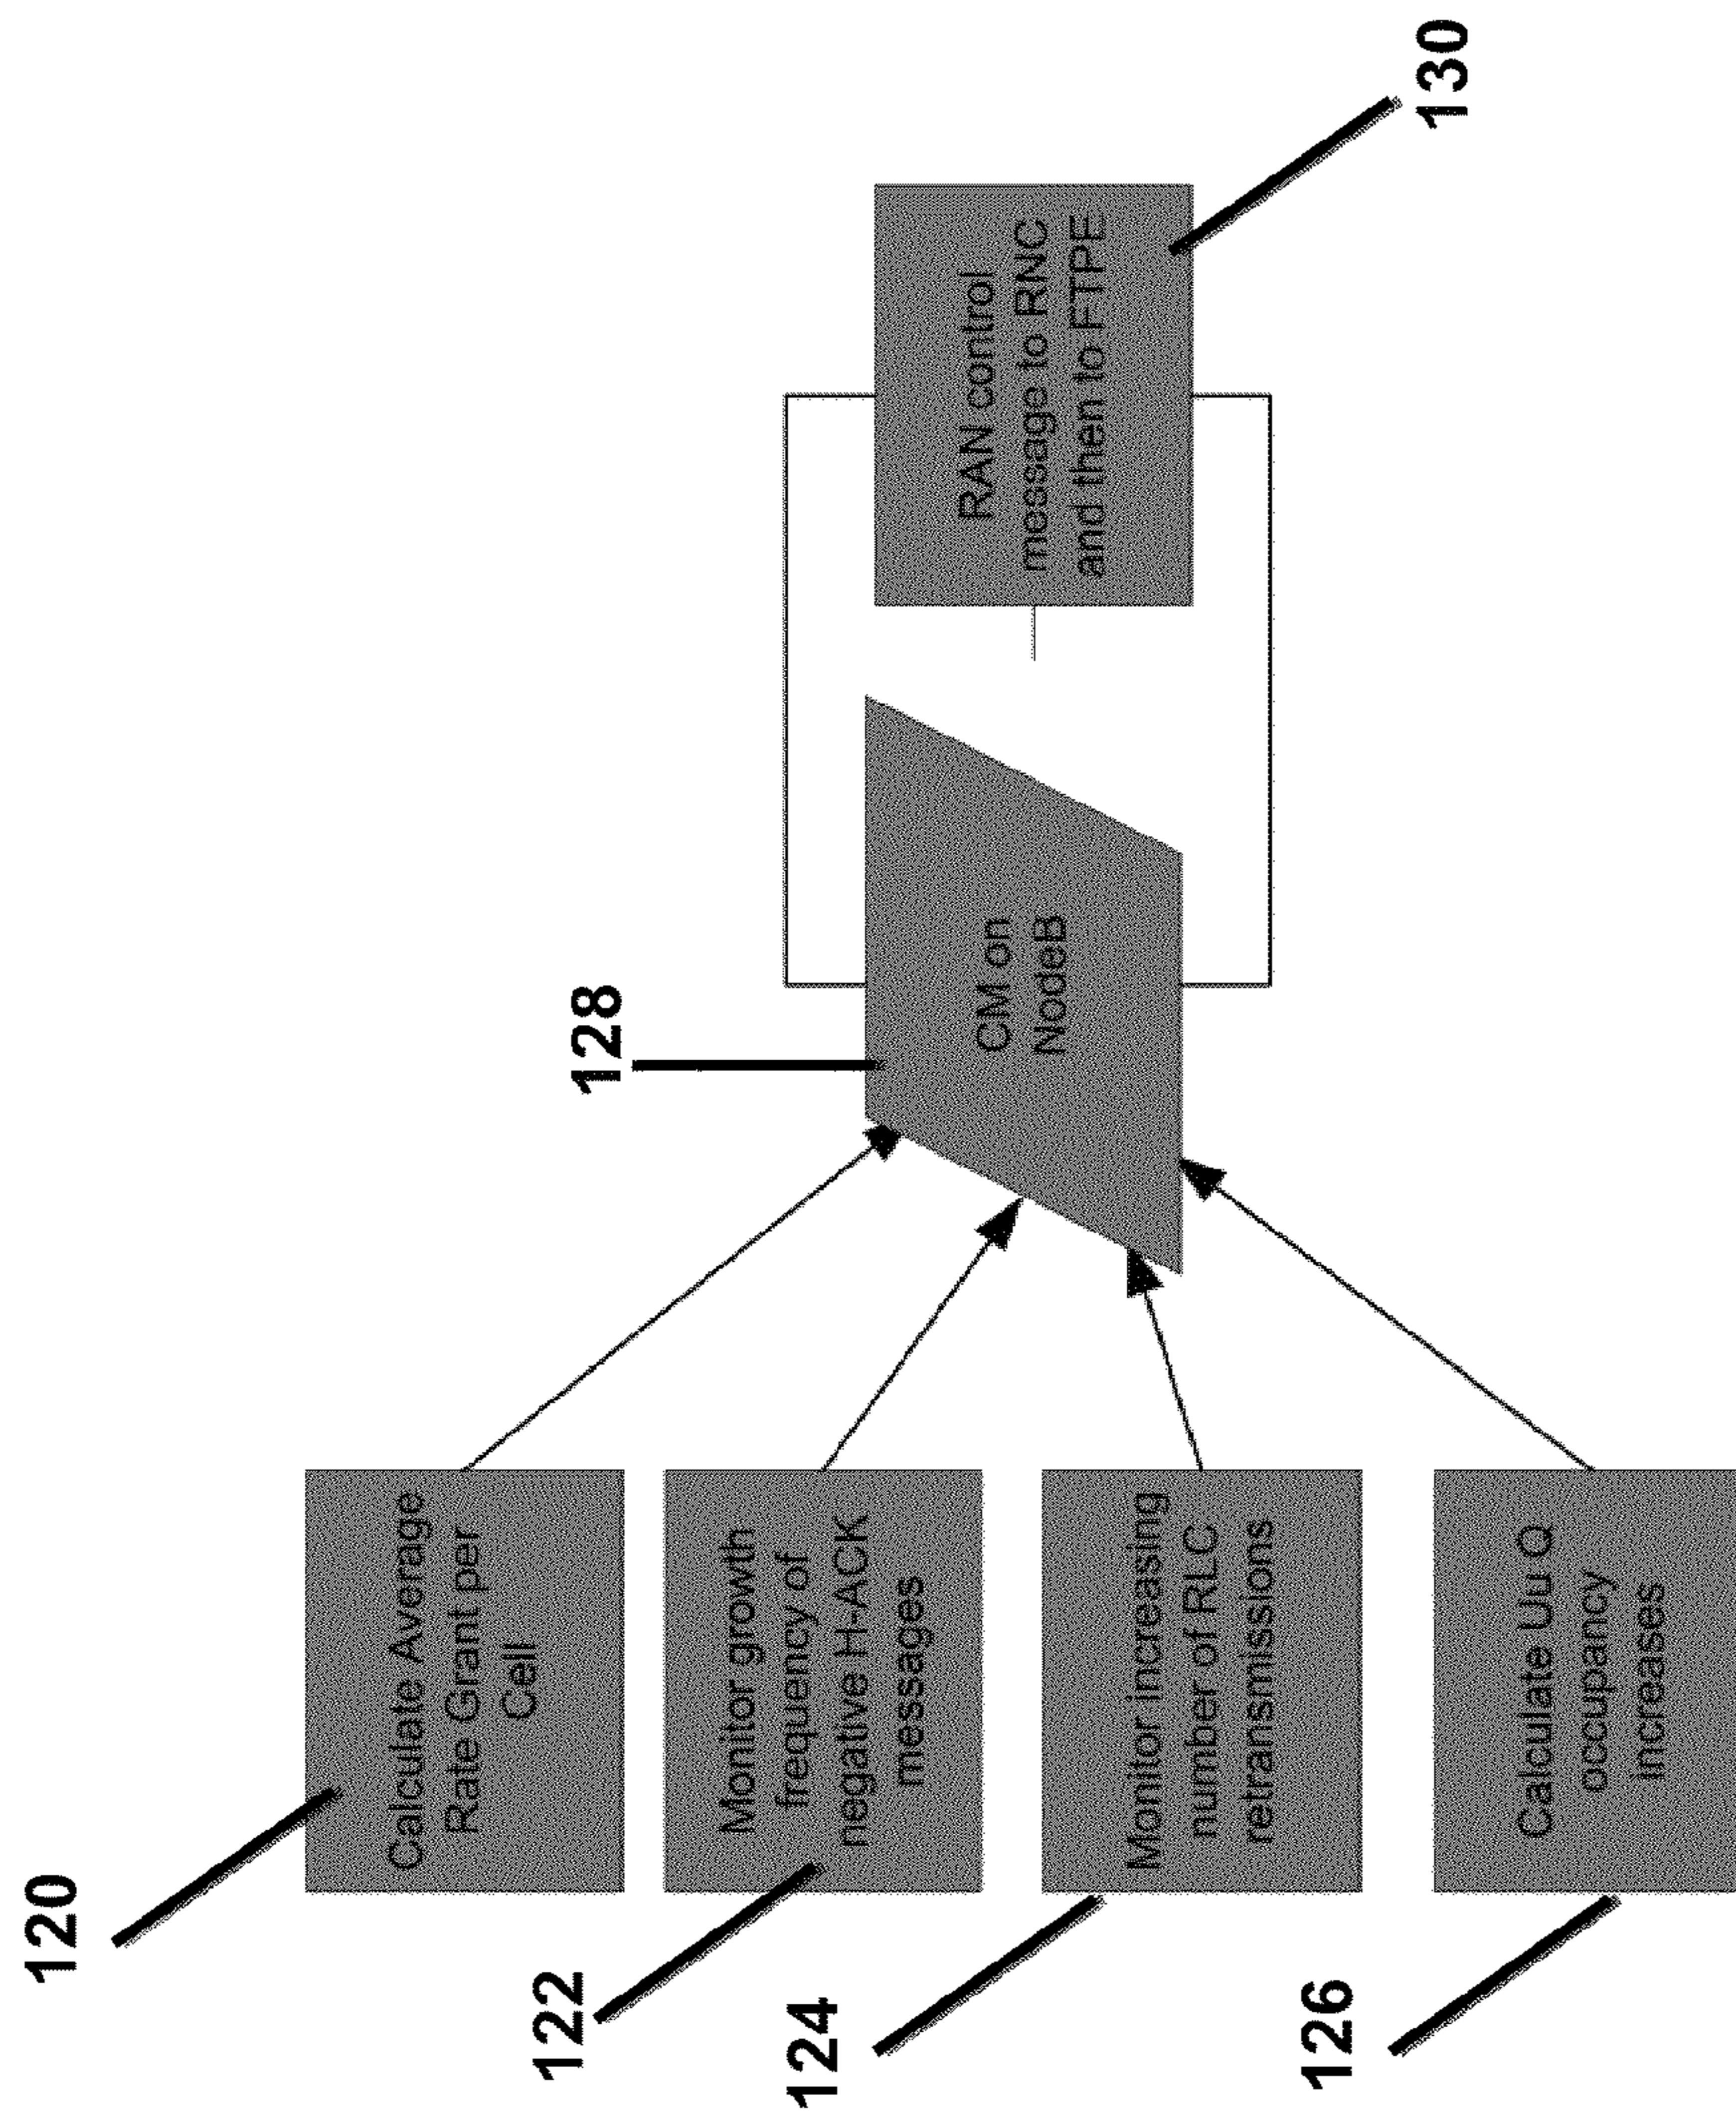 120
Calculate Average
Rate Grant per
Cell
122
Monitor growth
frequency of
negative H-ACK
messages
124
Monitor increasing
number of RLC
retransmissions
126
Calculate Uu Q
occupancy
increases
128
CM on
NodeB
130
RAN control
message to RNC
and then to FTPE